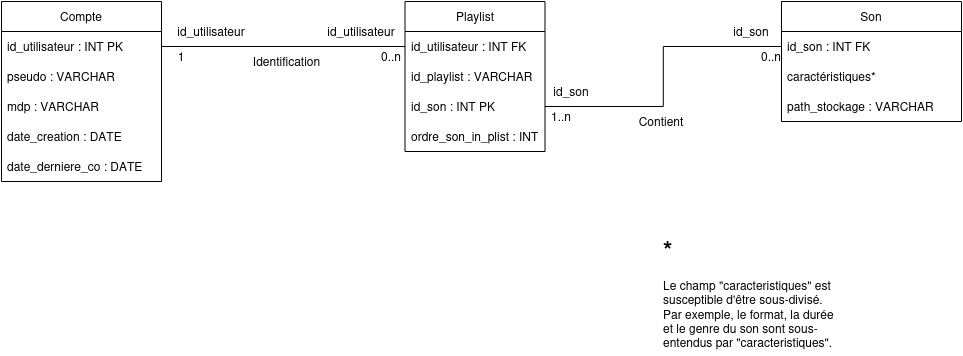 Compte
id_utilisateur : INT PK
pseudo : VARCHAR
mdp : VARCHAR
date_creation : DATE
date_derniere_co : DATE
id_utilisateur
id_utilisateur
1
0..n
Identification
Playlist
id_utilisateur : INT FK
id_playlist : VARCHAR
id_son : INT PK
ordre_son_in_plist : INT
id_son
1..n
Contient
id_son
0..n
Son
id_son : INT FK
caractéristiques*
path_stockage : VARCHAR
*
Le champ "caracteristiques" est
susceptible d'être sous-divisé.
Par exemple, le format, la durée
et le genre du son sont sous-
entendus par "caracteristiques".